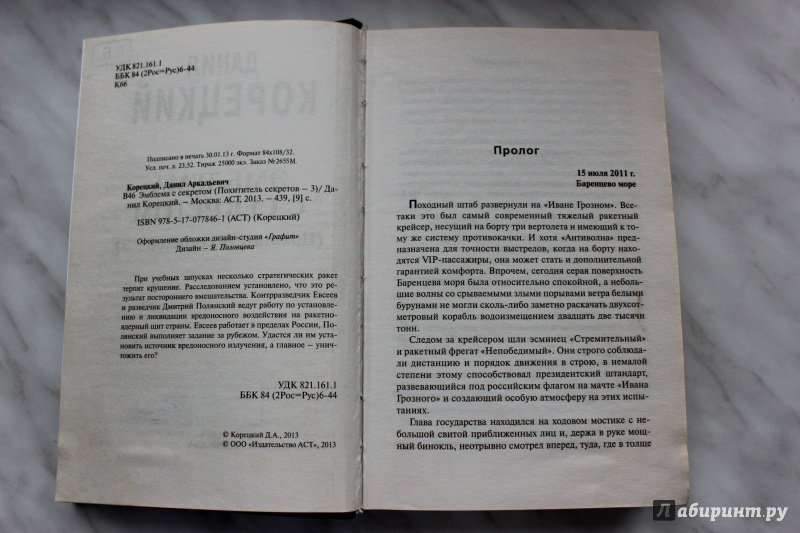 УДК 821.161.1
ББК 84 (2Рос=Рус)6-44
К66
Подписано в печать 30.01.13 г. Формат 84х108/32.
Усл. печ. л. 23,52. Тираж 25000 экз. Заказ № 2655М.
Корецкий, Данил Аркадьевич
В46 Эмблема с секретом (Похититель секретов – 3)/ Да-
нил Корецкий. – Москва: АСТ, 2013. – 439, [9] с.
ISBN 978-5-17-077846-1 (АСТ) (Корецкий)
Оформление обложки дизайн-студия «Графит»
Дизайн – Я. Половцева
При учебных запусках несколько стратегических ракет
терпят крушение. Расследованием установлено, что это ре-
зультат постороннего вмешательства. Контрразведчик Евсеев
и разведчик Дмитрий Полянский ведут работу по установле-
нию и ликвидации вредоносного воздействия на ракетно-
ядерный щит страны. Евсеев работает в пределах России, По-
лянский выполняет задание за рубежом. Удастся ли им уста-
новить источник вредоносного излучения, а главное – унич-
тожить его?
УДК 821.161.1
ББК 84 (2Рос=Рус)6-44
© Корецкий Д.А., 2013
© ООО «Издательство АСТ», 2013
Пролог
15 июля 2011 г.
Баренцево море
Походный штаб развернули на «Иване Грозном». Все-
таки это был самый современный тяжелый ракетный
крейсер, несущий на борту три вертолета и имеющий к то-
му же систему противокачки. И хотя «Антиволна» пред-
назначена для точности выстрелов, когда на борту нахо-
дятся VIP-пассажиры, она может стать и дополнительной
гарантией комфорта. Впрочем, сегодня серая поверхность
Баренцева моря была относительно спокойной, а неболь-
шие волны со срываемыми злыми порывами ветра белыми
бурунами не могли сколь-либо заметно раскачать двухсот-
метровый корабль водоизмещением двадцать две тысячи
тонн.
Следом за крейсером шли эсминец «Стремительный»
и ракетный фрегат «Непобедимый». Они строго соблюда-
ли дистанцию и порядок движения в строю, в немалой
степени этому способствовал президентский штандарт,
развевающийся под российским флагом на мачте «Ивана
Грозного» и создающий особую атмосферу на этих испы-
таниях.
Глава государства находился на ходовом мостике с не-
большой свитой приближенных лиц и, держа в руке мощ-
ный бинокль, неотрывно смотрел вперед, туда, где в толще
Лабиринт.ру